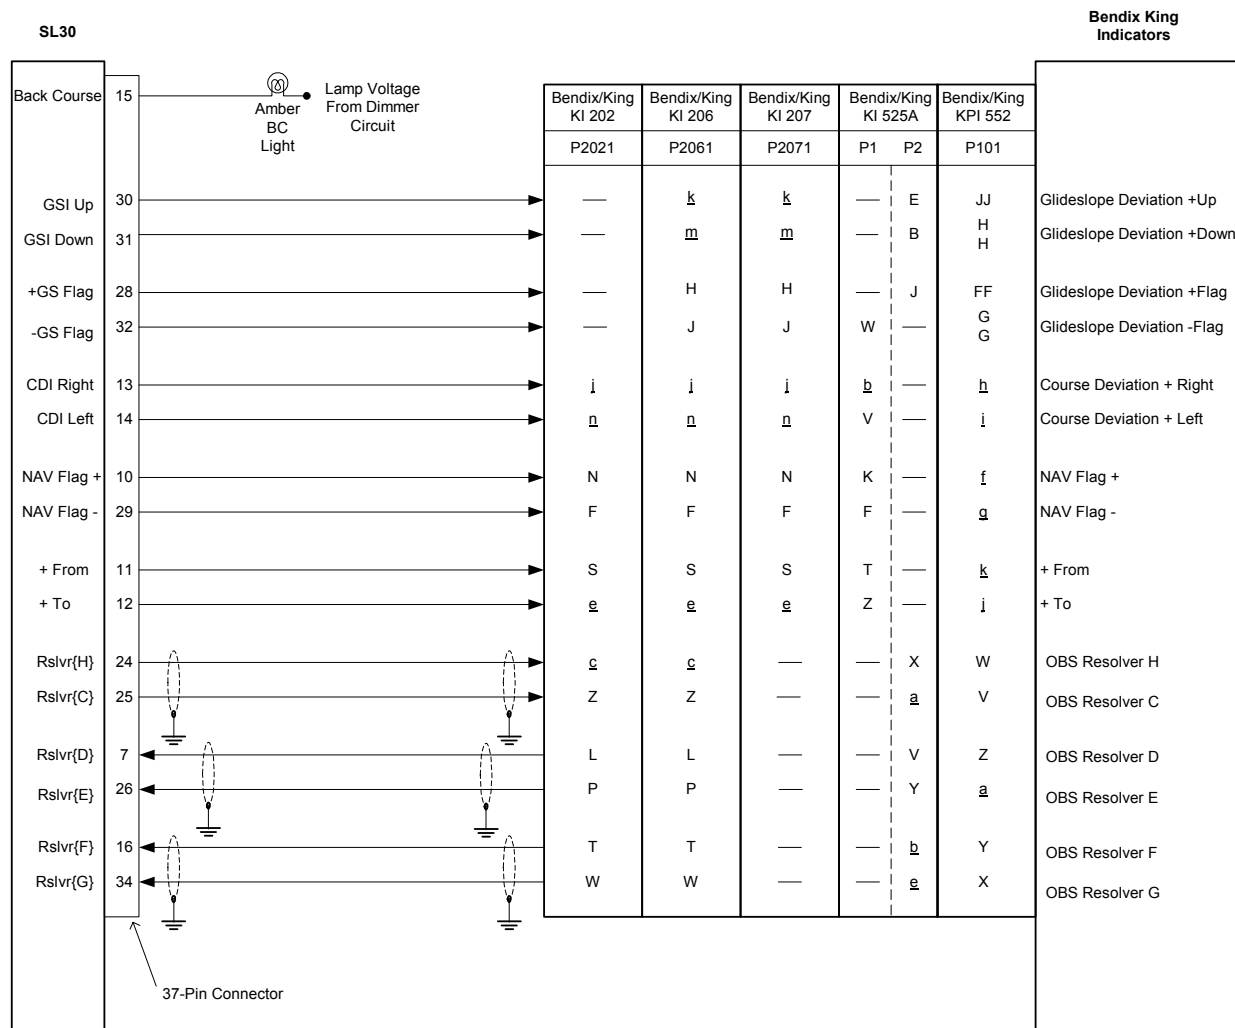 SL30
Bendix King
Indicators
Back Course 15
Amber
BC
Light
Lamp Voltage
From Dimmer
Circuit
Bendix/King
KI 202
Bendix/King
KI 206
Bendix/King
KI 207
Bendix/King
KI 525A
Bendix/King
KPI 552
P2021 P2061 P2071 P1 P2 P101
GSI Up 30 — k k — E JJ Glideslope Deviation +Up
GSI Down 31 — m m — B H H Glideslope Deviation +Down
+GS Flag 28 — H H — J FF Glideslope Deviation +Flag
-GS Flag 32 — J J W — G G Glideslope Deviation -Flag
CDI Right 13 j j j b — h Course Deviation + Right
CDI Left 14 n n n V — i Course Deviation + Left
NAV Flag + 10 N N N K — f NAV Flag +
NAV Flag - 29 F F F F — g NAV Flag -
+ From 11 S S S T — k + From
+ To 12 e e e Z — j + To
Rslvr{H} 24 c c — — X W OBS Resolver H
Rslvr{C} 25 Z Z — — a V OBS Resolver C
Rslvr{D} 7 L L — — V Z OBS Resolver D
Rslvr{E} 26 P P — — Y a OBS Resolver E
Rslvr{F} 16 T T — — b Y OBS Resolver F
Rslvr{G} 34 W W — — e X OBS Resolver G
37-Pin Connector